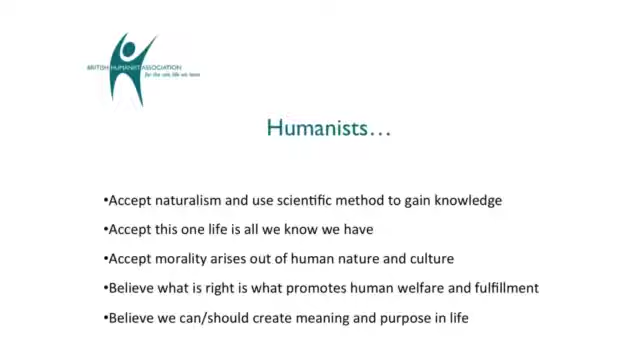 BRITISH HUMANIST ASSOCIATION
for the one life we have
Humanists…
•Accept naturalism and use scientific method to gain knowledge
•Accept this one life is all we know we have
•Accept morality arises out of human nature and culture
•Believe what is right is what promotes human welfare and fulfillment
•Believe we can/should create meaning and purpose in life